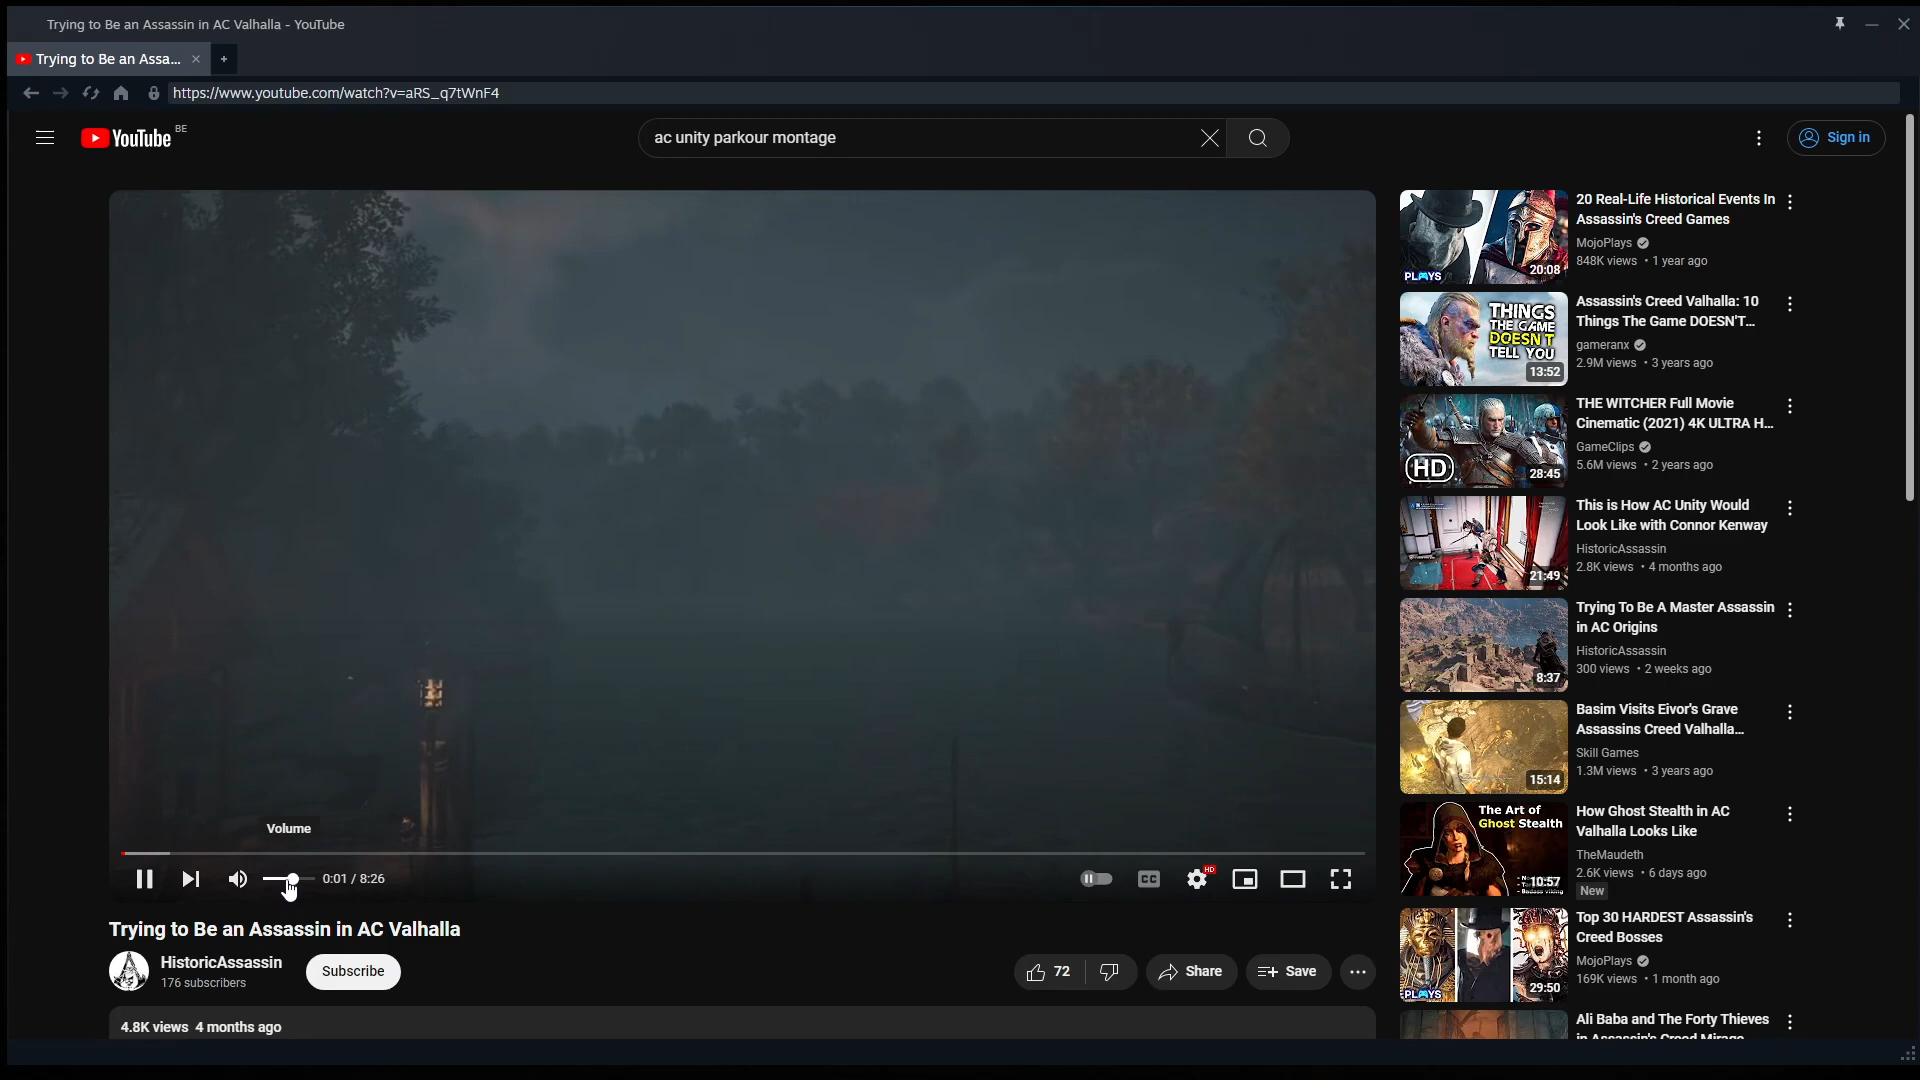 Trying to Be an Assassin in AC Valhalla - YouTube
Trying to Be an Assa...
https://www.youtube.com/watch?v=aRS_q7tWnF4
YouTube BE
ac unity parkour montage
Sign in
Volume
0:01 / 8:26
CC
HD
Trying to Be an Assassin in AC Valhalla
HistoricAssassin
176 subscribers
Subscribe
72
Share
Save
4.8K views 4 months ago
PLAYS
20:08
20 Real-Life Historical Events In
Assassin's Creed Games
MojoPlays
848K views • 1 year ago
THINGS
THE GAME
DOESN'T
TELL YOU
13:52
Assassin's Creed Valhalla: 10
Things The Game DOESN'T...
gameranx
2.9M views • 3 years ago
HD
28:45
THE WITCHER Full Movie
Cinematic (2021) 4K ULTRA H...
GameClips
5.6M views • 2 years ago
21:49
This is How AC Unity Would
Look Like with Connor Kenway
HistoricAssassin
2.8K views • 4 months ago
8:37
Trying To Be A Master Assassin
in AC Origins
HistoricAssassin
300 views • 2 weeks ago
15:14
Basim Visits Eivor's Grave
Assassins Creed Valhalla...
Skill Games
1.3M views • 3 years ago
The Art of
Ghost Stealth
10:57
How Ghost Stealth in AC
Valhalla Looks Like
TheMaudeth
2.6K views • 6 days ago
New
PLAYS
29:50
Top 30 HARDEST Assassin's
Creed Bosses
MojoPlays
169K views • 1 month ago
Ali Baba and The Forty Thieves
in Assassin's Creed Mirage